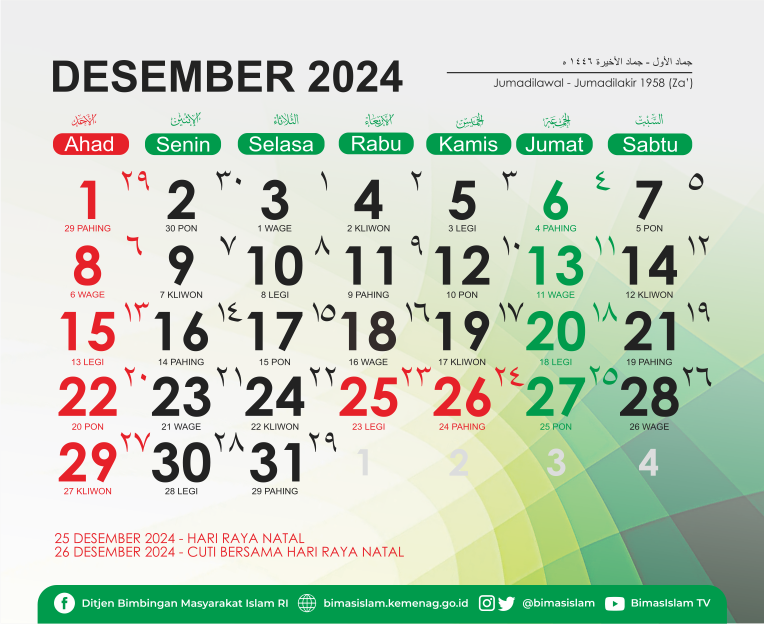 DESEMBER 2024
جماد الأول - جماد الأخيرة ١٤٤٦ ه
Jumadilawal - Jumadilakir 1958 (Za’)
الأحد الإثنين الثلاثاء الأربعاء الخميس الجمعة السبت
Ahad Senin Selasa Rabu Kamis Jumat Sabtu
1 ٢٩ 2 ٣٠ 3 ١ 4 ٢ 5 ٣ 6 ٤ 7 ٥
29 PAHING 30 PON 1 WAGE 2 KLIWON 3 LEGI 4 PAHING 5 PON
8 ٦ 9 ٧ 10 ٨ 11 ٩ 12 ١٠ 13 ١١ 14 ١٢
6 WAGE 7 KLIWON 8 LEGI 9 PAHING 10 PON 11 WAGE 12 KLIWON
15 ١٣ 16 ١٤ 17 ١٥ 18 ١٦ 19 ١٧ 20 ١٨ 21 ١٩
13 LEGI 14 PAHING 15 PON 16 WAGE 17 KLIWON 18 LEGI 19 PAHING
22 ٢٠ 23 ٢١ 24 ٢٢ 25 ٢٣ 26 ٢٤ 27 ٢٥ 28 ٢٦
20 PON 21 WAGE 22 KLIWON 23 LEGI 24 PAHING 25 PON 26 WAGE
29 ٢٧ 30 ٢٨ 31 ٢٩ 1 2 3 4
27 KLIWON 28 LEGI 29 PAHING
25 DESEMBER 2024 - HARI RAYA NATAL
26 DESEMBER 2024 - CUTI BERSAMA HARI RAYA NATAL
Ditjen Bimbingan Masyarakat Islam RI bimasislam.kemenag.go.id @bimasislam BimasIslam TV